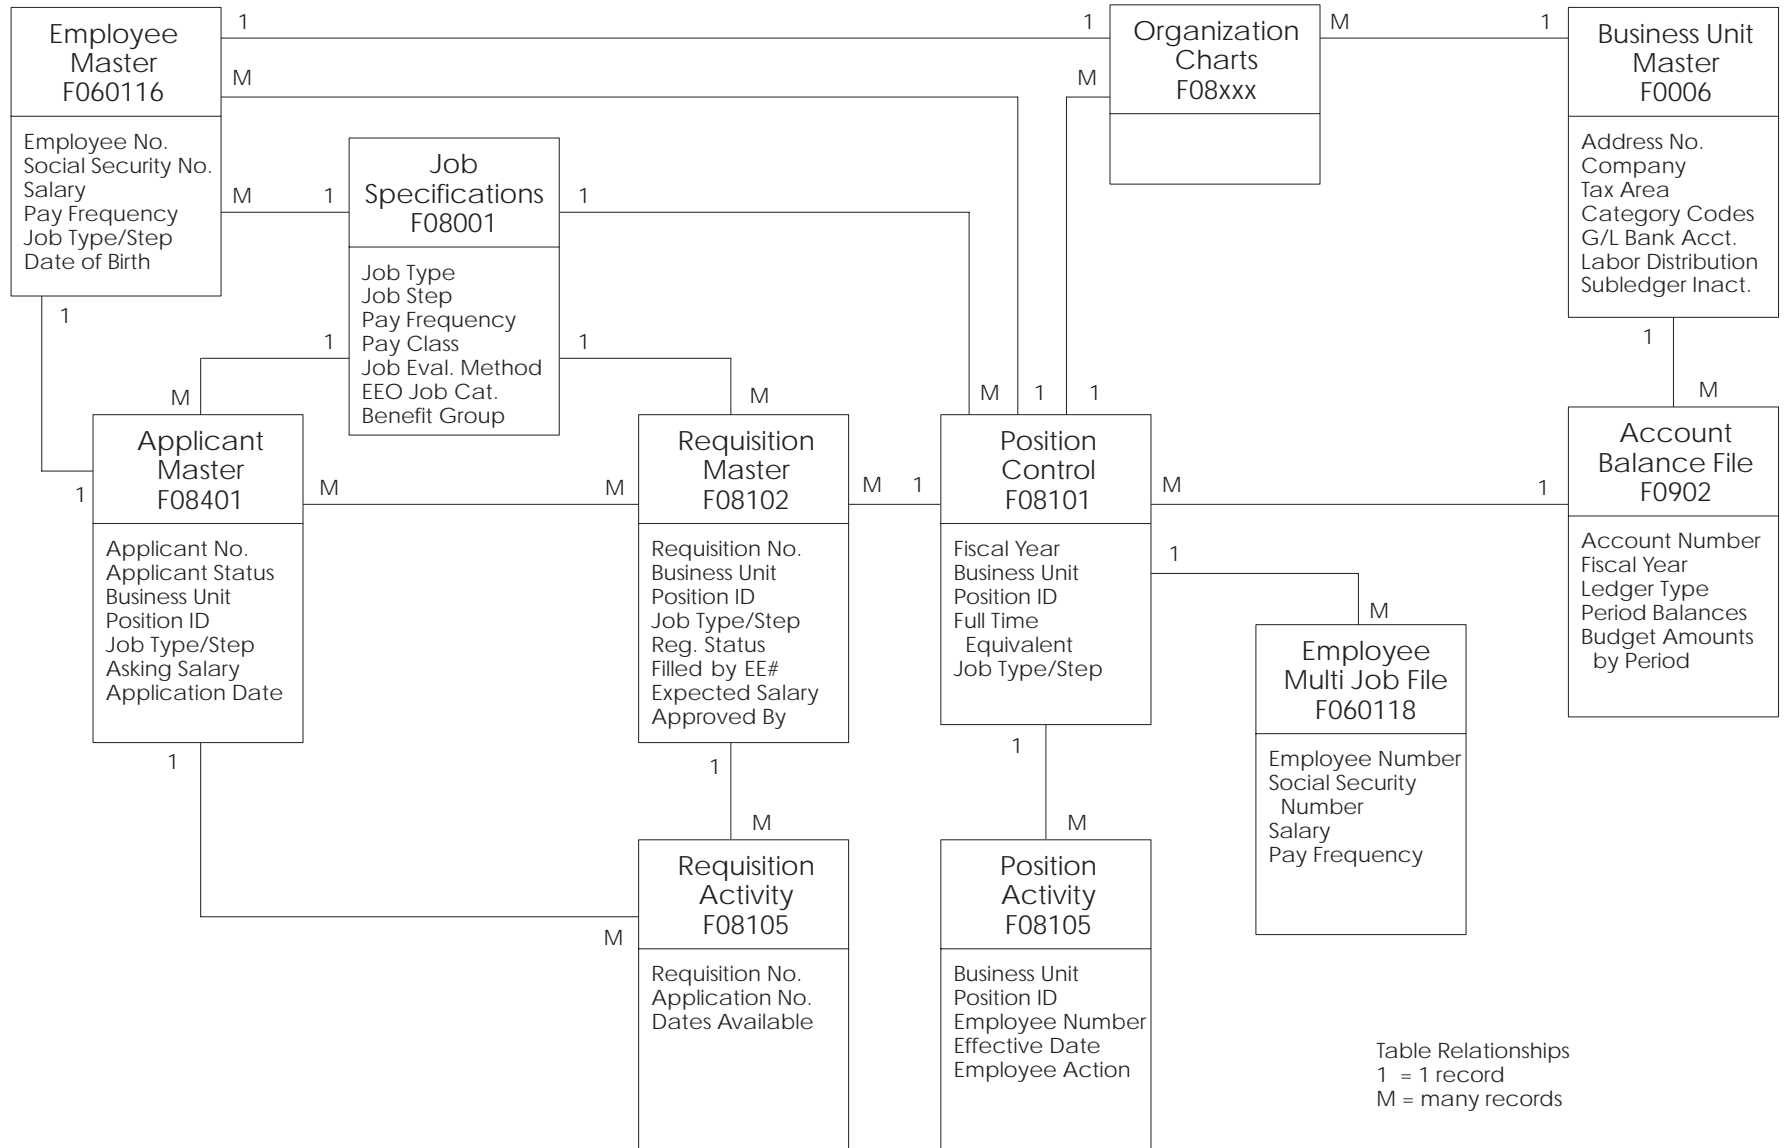 Employee
Master
F060116
Employee No.
Social Security No.
Salary
Pay Frequency
Job Type/Step
Date of Birth
1
1
M
M
M
1
1
M
1
Organization
Charts
F08xxx
Business Unit
Master
F0006
Address No.
Company
Tax Area
Category Codes
G/L Bank Acct.
Labor Distribution
Subledger Inact.
Job
Specifications
F08001
Job Type
Job Step
Pay Frequency
Pay Class
Job Eval. Method
EEO Job Cat.
Benefit Group
1
1
1
1
M
M
M
1
1
1
M
Applicant
Master
F08401
Applicant No.
Applicant Status
Business Unit
Position ID
Job Type/Step
Asking Salary
Application Date
1
M
M
Requisition
Master
F08102
Requisition No.
Business Unit
Position ID
Job Type/Step
Reg. Status
Filled by EE#
Expected Salary
Approved By
M
1
Position
Control
F08101
Fiscal Year
Business Unit
Position ID
Full Time
Equivalent
Job Type/Step
M
1
Account
Balance File
F0902
Account Number
Fiscal Year
Ledger Type
Period Balances
Budget Amounts
by Period
1
M
Employee
Multi Job File
F060118
Employee Number
Social Security
Number
Salary
Pay Frequency
1
1
1
M
M
M
Requisition
Activity
F08105
Requisition No.
Application No.
Dates Available
Position
Activity
F08105
Business Unit
Position ID
Employee Number
Effective Date
Employee Action
Table Relationships
1 = 1 record
M = many records